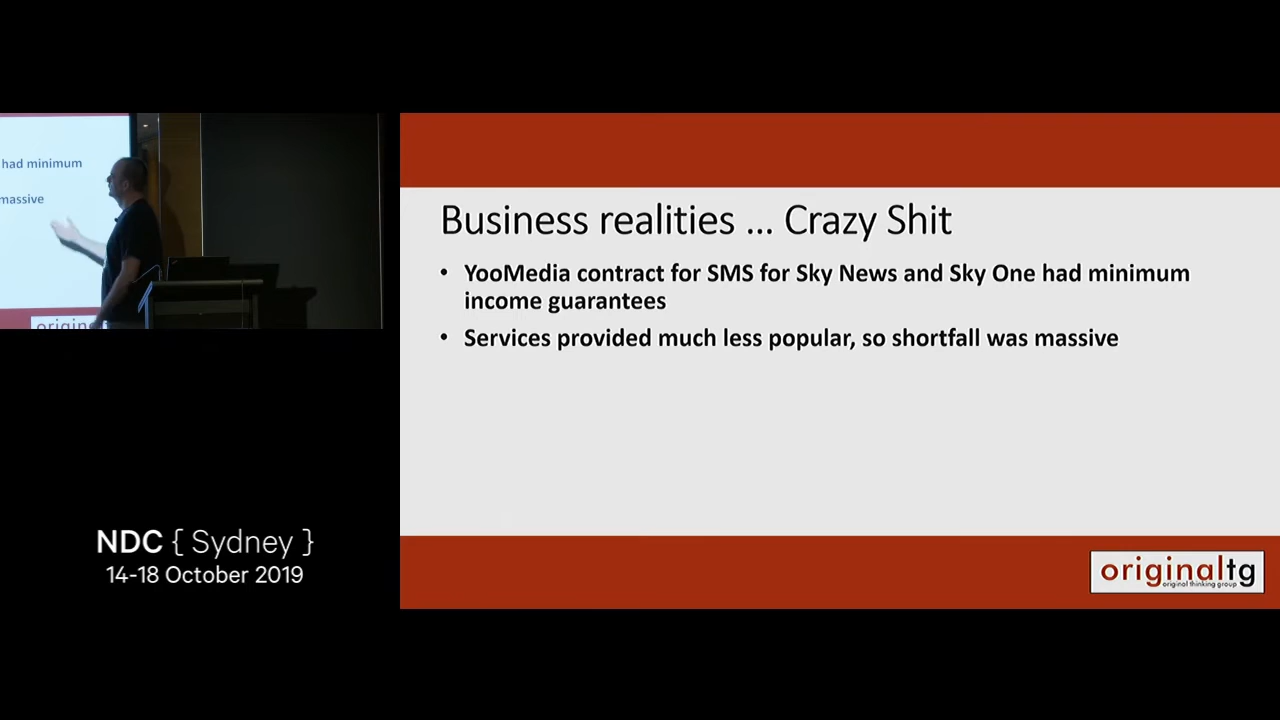 had minimum
massive
origin
Business realities ... Crazy Shit
• YooMedia contract for SMS for Sky News and Sky One had minimum
income guarantees
• Services provided much less popular, so shortfall was massive
NDC { Sydney }
14-18 October 2019
originaltg
original thinking group